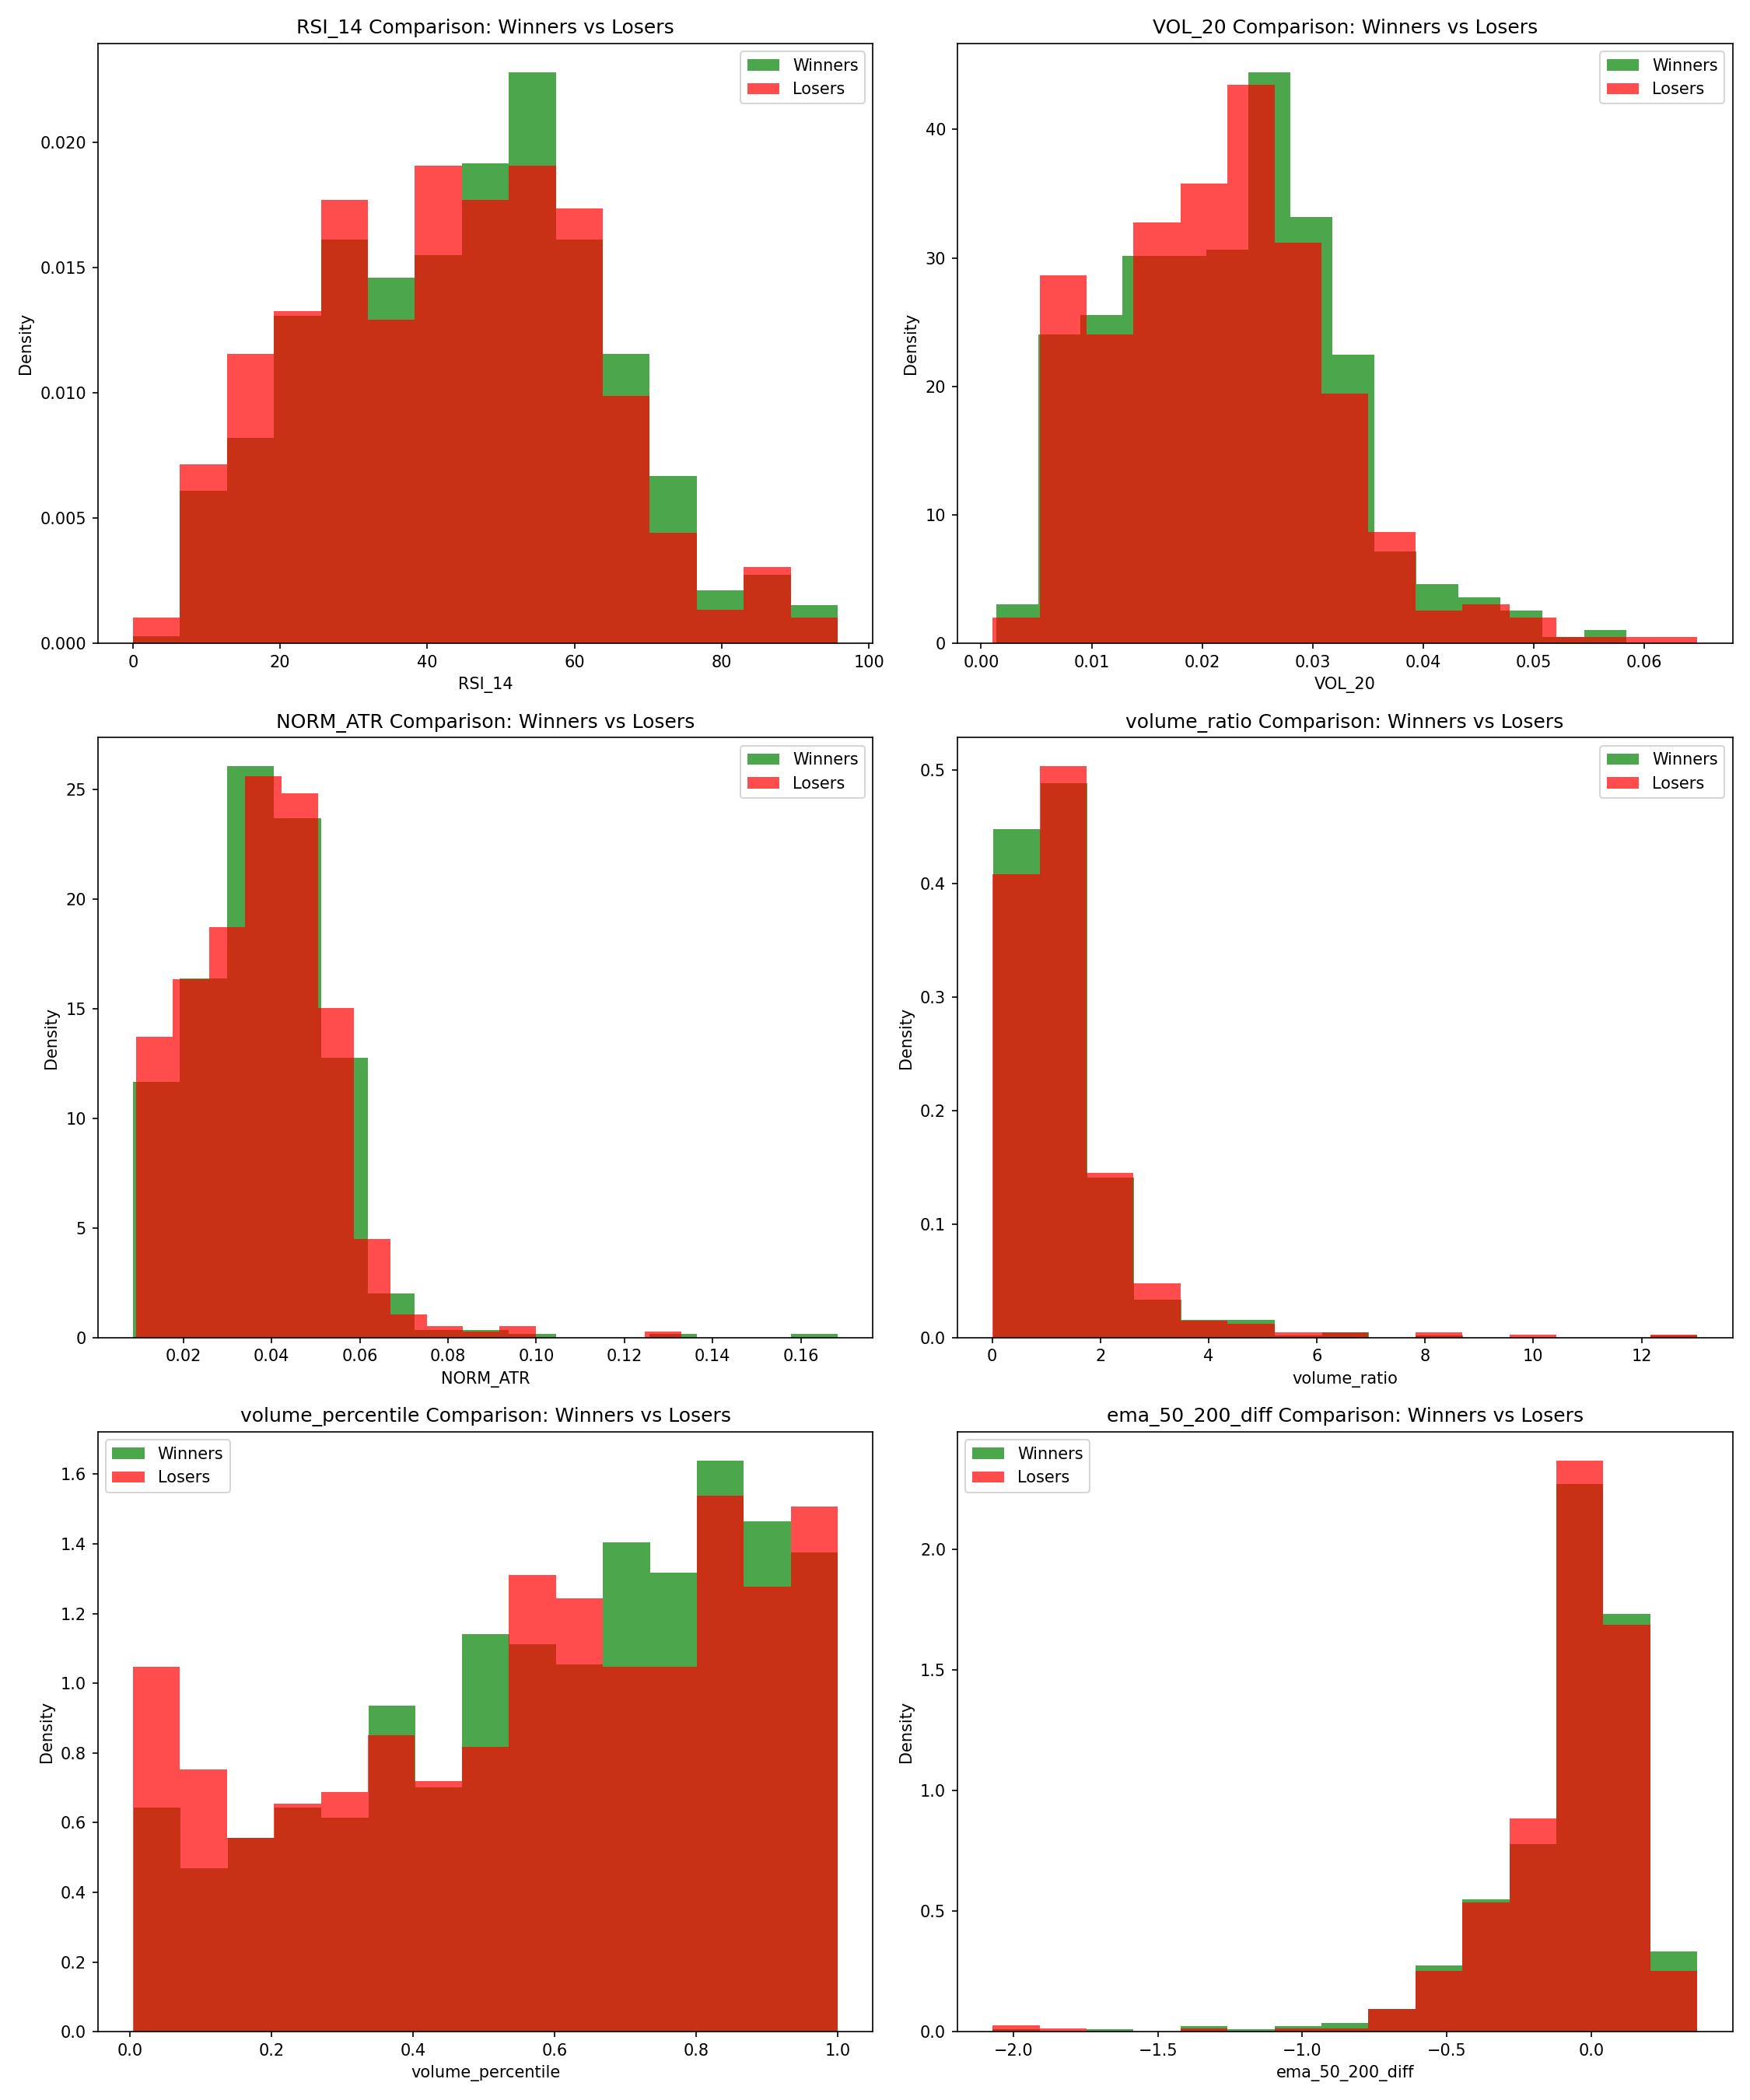 RSI_14 Comparison: Winners vs Losers
Winners
Losers
0.020
0.015
0.010
0.005
0.000
Density
0 20 40 60 80 100
RSI_14
VOL_20 Comparison: Winners vs Losers
Winners
Losers
40
30
20
10
0
Density
0.00 0.01 0.02 0.03 0.04 0.05 0.06
VOL_20
NORM_ATR Comparison: Winners vs Losers
Winners
Losers
25
20
15
10
5
0
Density
0.02 0.04 0.06 0.08 0.10 0.12 0.14 0.16
NORM_ATR
volume_ratio Comparison: Winners vs Losers
Winners
Losers
0.5
0.4
0.3
0.2
0.1
0.0
Density
0 2 4 6 8 10 12
volume_ratio
volume_percentile Comparison: Winners vs Losers
Winners
Losers
1.6
1.4
1.2
1.0
0.8
0.6
0.4
0.2
0.0
Density
0.0 0.2 0.4 0.6 0.8 1.0
volume_percentile
ema_50_200_diff Comparison: Winners vs Losers
Winners
Losers
2.0
1.5
1.0
0.5
0.0
Density
−2.0 −1.5 −1.0 −0.5 0.0
ema_50_200_diff